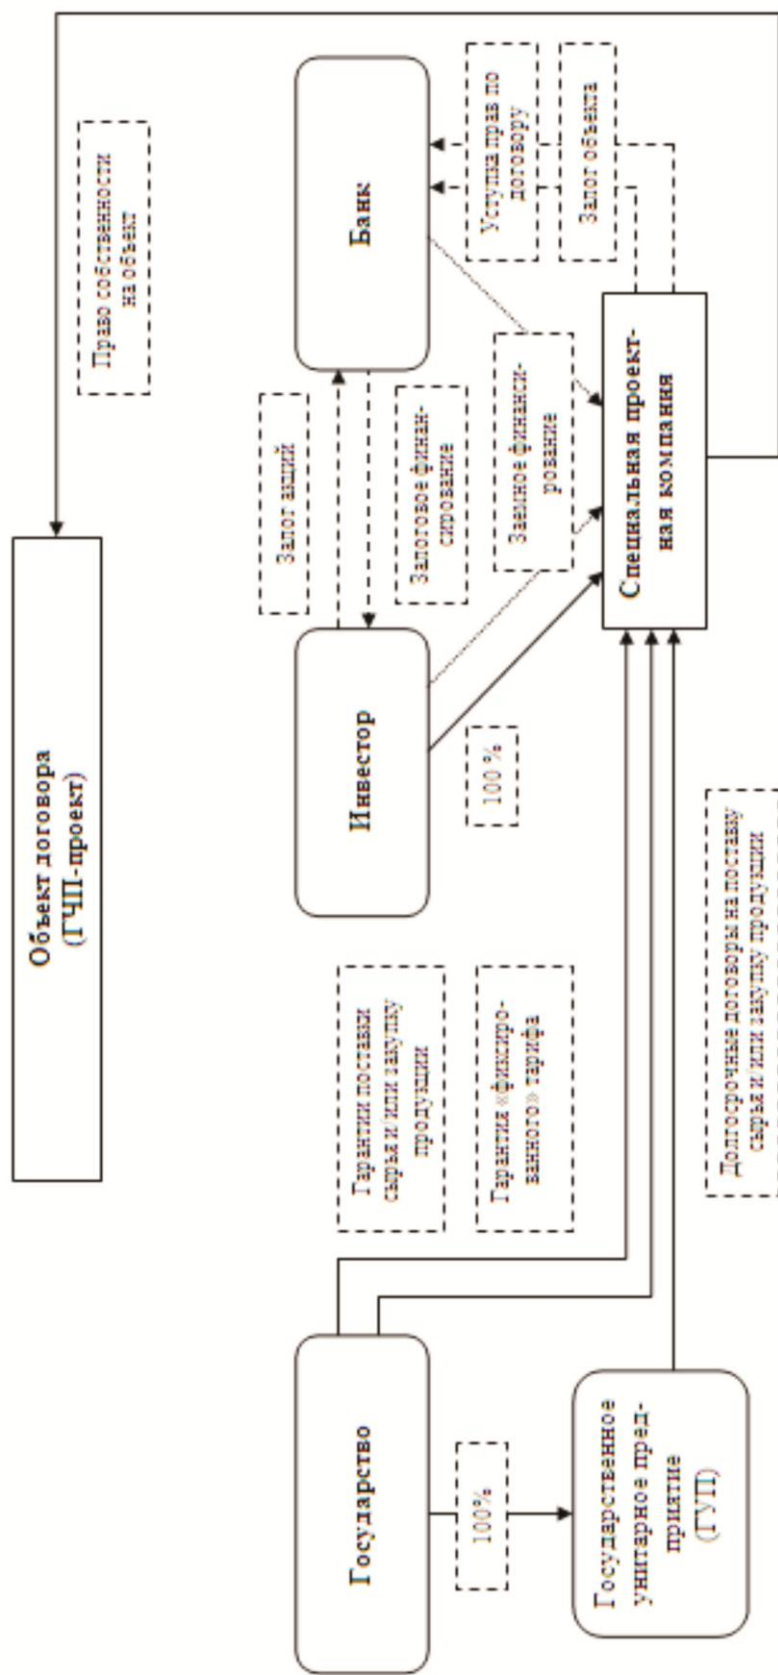 Объект договора
(ГЧП-проект)
Право собственности
на объект
Государство
Гарантии поставки
сырья и/или закупку
продукции
Инвестор
Залог акций
Банк
Залоговое финан-
сирование
100%
Гарантия «фиксиро-
ванного» тарифа
100 %
Заемное финанси-
рование
Уступка прав по
договору
Залог объекта
Государственное
унитарное пред-
приятие
(ГУП)
Специальная проект-
ная компания
Долгосрочные договоры на поставку
сырья и/или закупку продукции